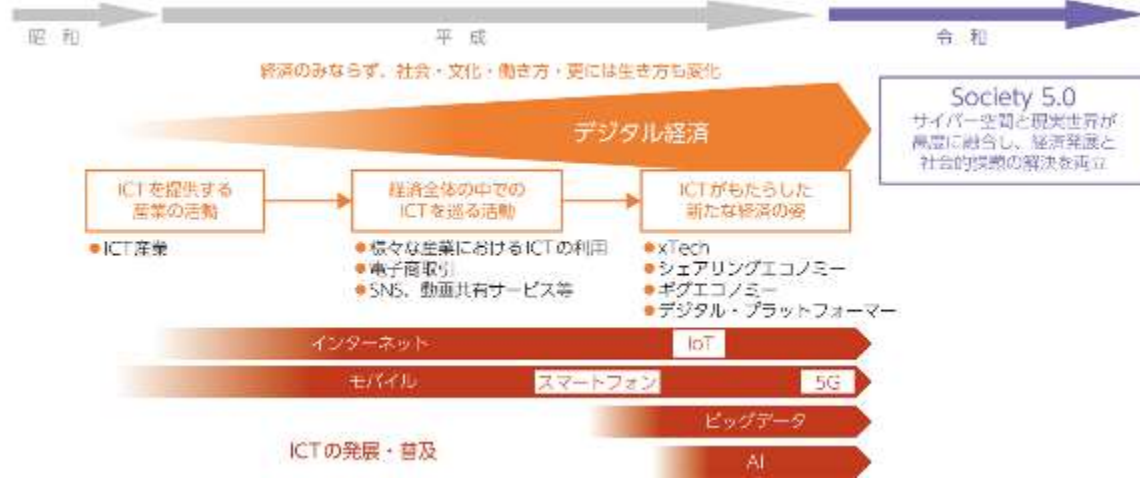 昭 和
平 成
令 和
経済のみならず、社会・文化・働き方・更には生き方も変化
デジタル経済
Society 5.0
サイバー空間と現実世界が
高度に融合し、経済発展と
社会的課題の解決を両立
ICTを提供する
産業の活動
経済全体の中での
ICTを巡る活動
ICTがもたらした
新たな経済の姿
●ICT産業
●様々な産業におけるICTの利用
●電子商取引
●SNS、動画共有サービス等
●xTech
●シェアリングエコノミー
●ギグエコノミー
●デジタル・プラットフォーマー
インターネット
IoT
モバイル
スマートフォン
5G
ビッグデータ
AI
ICTの発展・普及